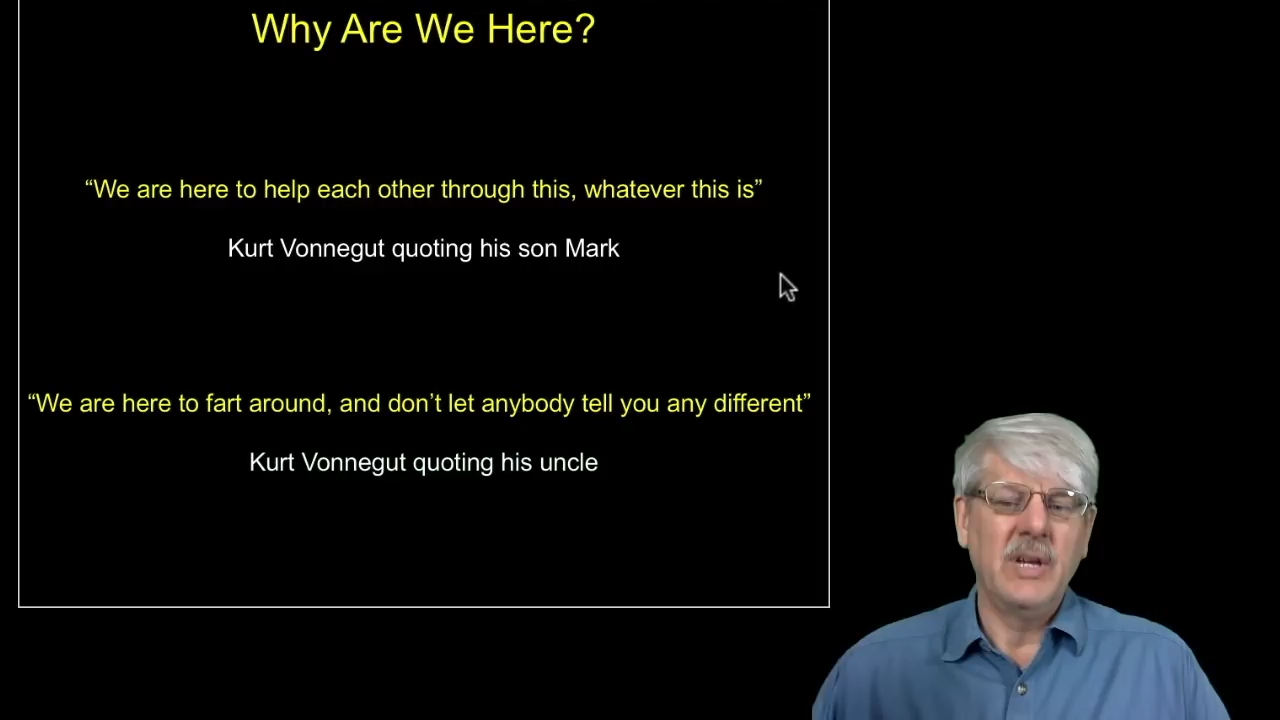 Why Are We Here?
“We are here to help each other through this, whatever this is”
Kurt Vonnegut quoting his son Mark
“We are here to fart around, and don’t let anybody tell you any different”
Kurt Vonnegut quoting his uncle